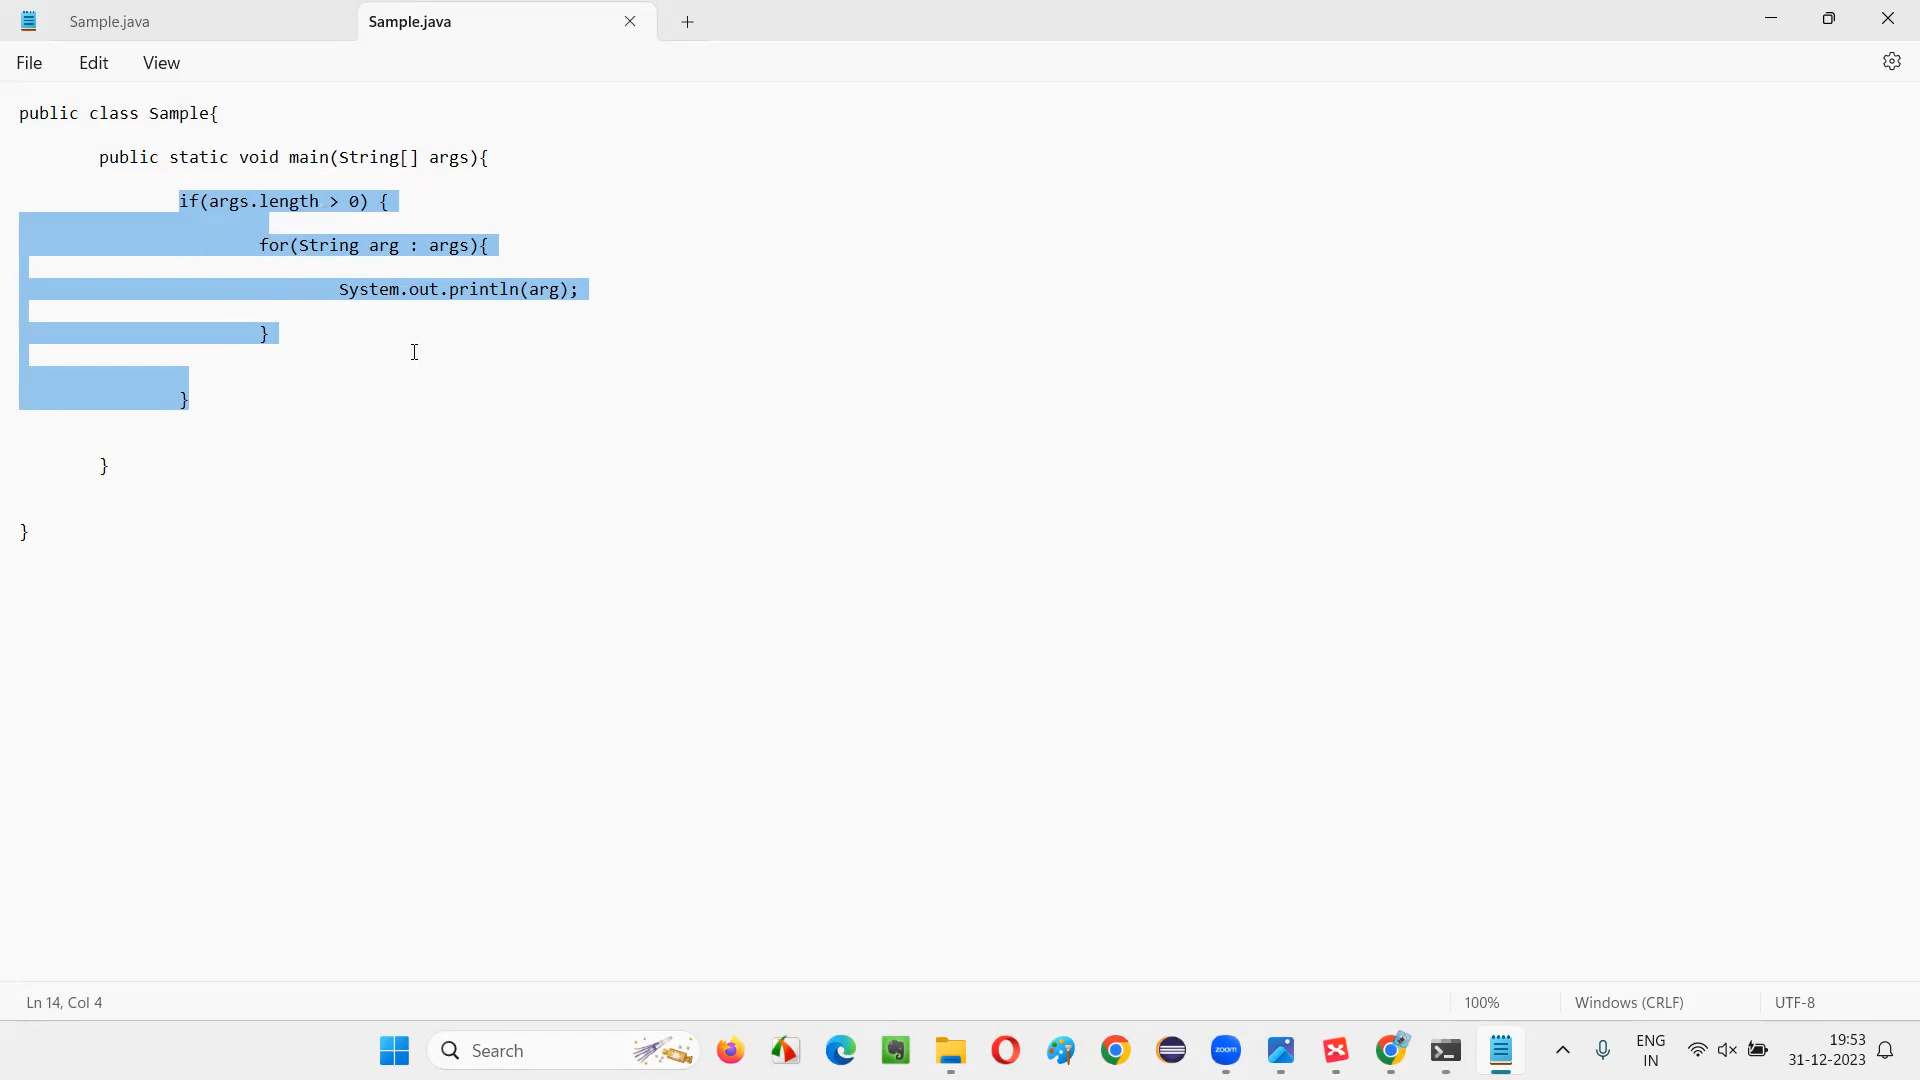 Sample.java
Sample.java
File Edit View
public class Sample{
public static void main(String[] args){
if(args.length > 0) {
for(String arg : args){
System.out.println(arg);
}
}
}
}
Ln 14, Col 4
100%
Windows (CRLF)
UTF-8
Search
zoom
ENG
IN
19:53
31-12-2023